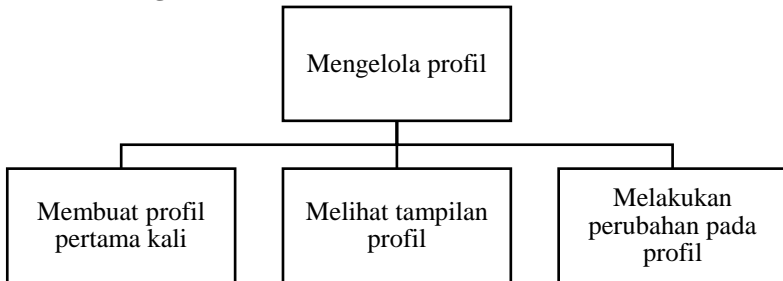 Mengelola profil
Membuat profil
pertama kali
Melihat tampilan
profil
Melakukan
perubahan pada
profil